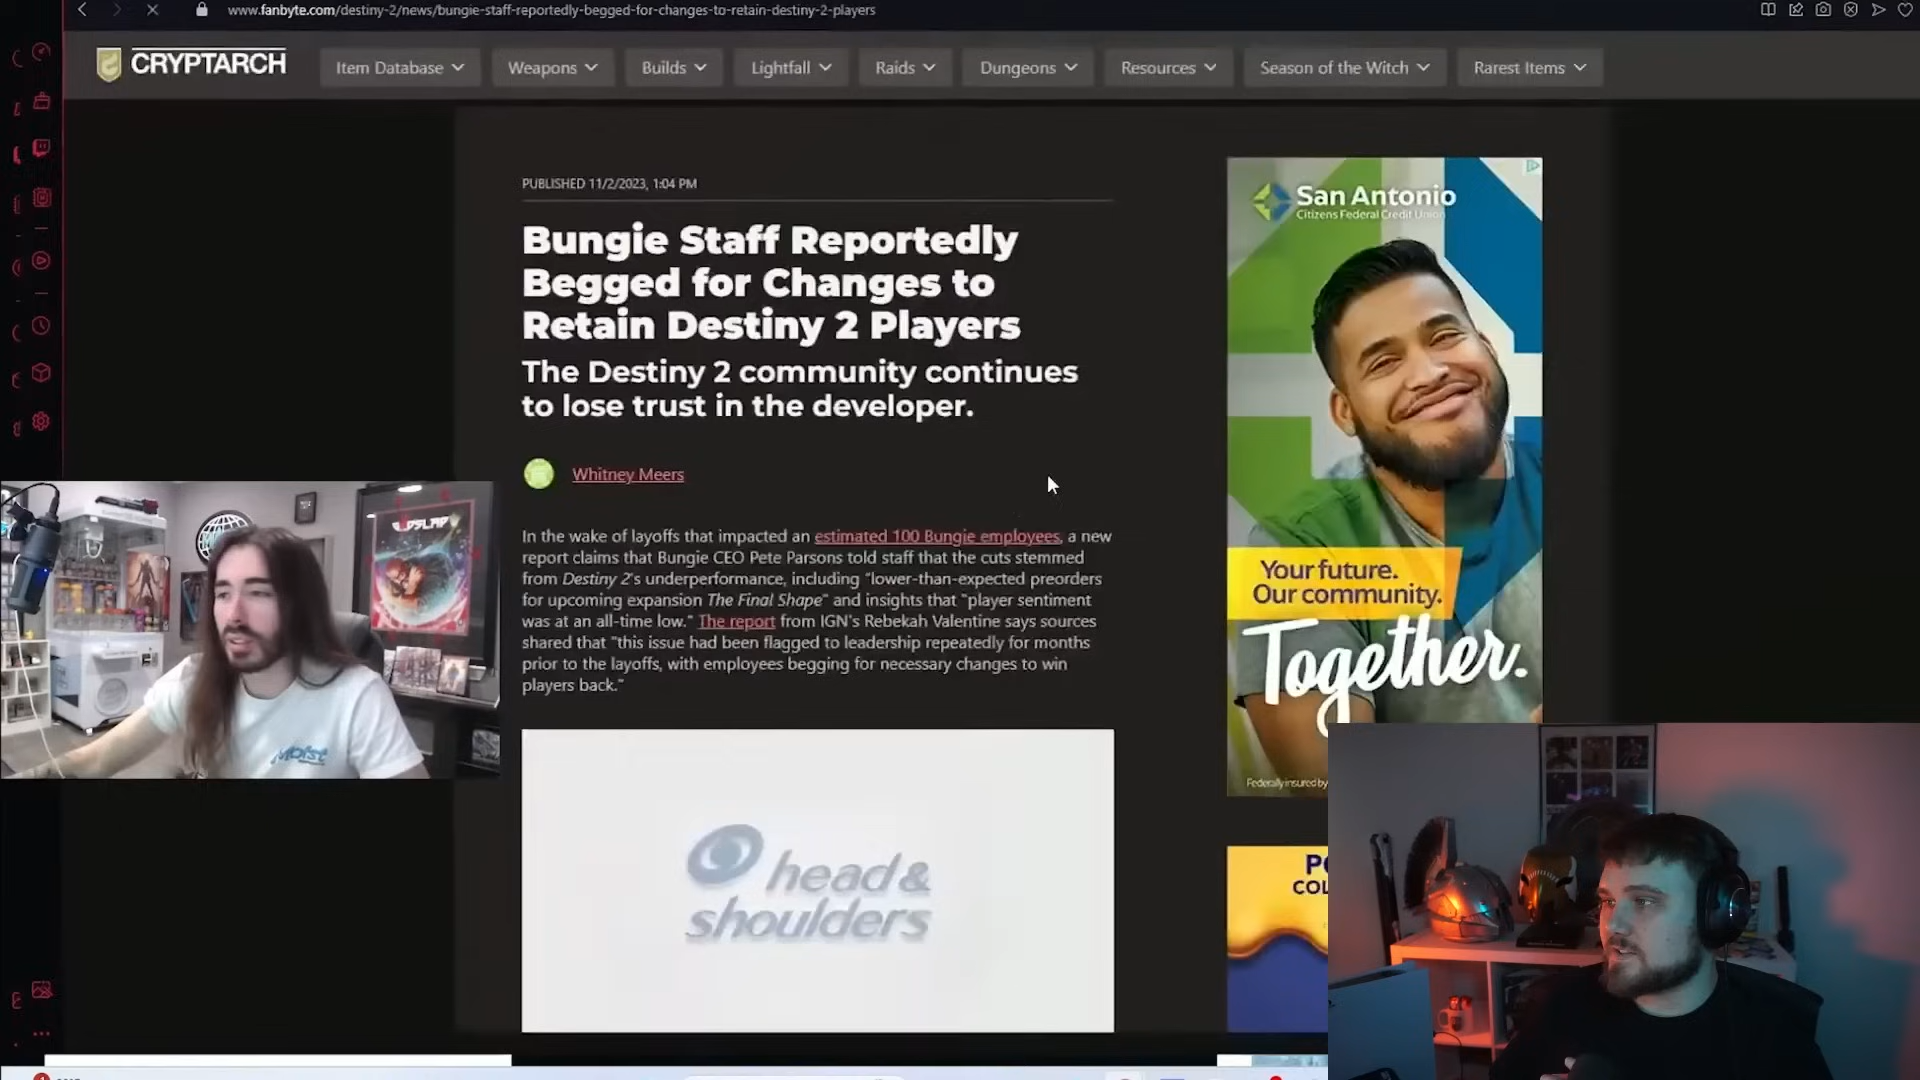 www.fanbyte.com/destiny-2/news/bungie-staff-reportedly-begged-for-changes-to-retain-destiny-2-players
CRYPTARCH
Item Database
Weapons
Builds
Lightfall
Raids
Dungeons
Resources
Season of the Witch
Rarest Items
PUBLISHED 11/2/2023, 1:04 PM
Bungie Staff Reportedly
Begged for Changes to
Retain Destiny 2 Players
The Destiny 2 community continues
to lose trust in the developer.
Whitney Meers
In the wake of layoffs that impacted an estimated 100 Bungie employees, a new
report claims that Bungie CEO Pete Parsons told staff that the cuts stemmed
from Destiny 2's underperformance, including "lower-than-expected preorders
for upcoming expansion The Final Shape" and insights that "player sentiment
was at an all-time low." The report from IGN's Rebekah Valentine says sources
shared that "this issue had been flagged to leadership repeatedly for months
prior to the layoffs, with employees begging for necessary changes to win
players back."
head &
shoulders
San Antonio
Citizens Federal Credit Union
Your future.
Our community.
Together.
Federally insured by
PO
COL
GODSLAP
Moist